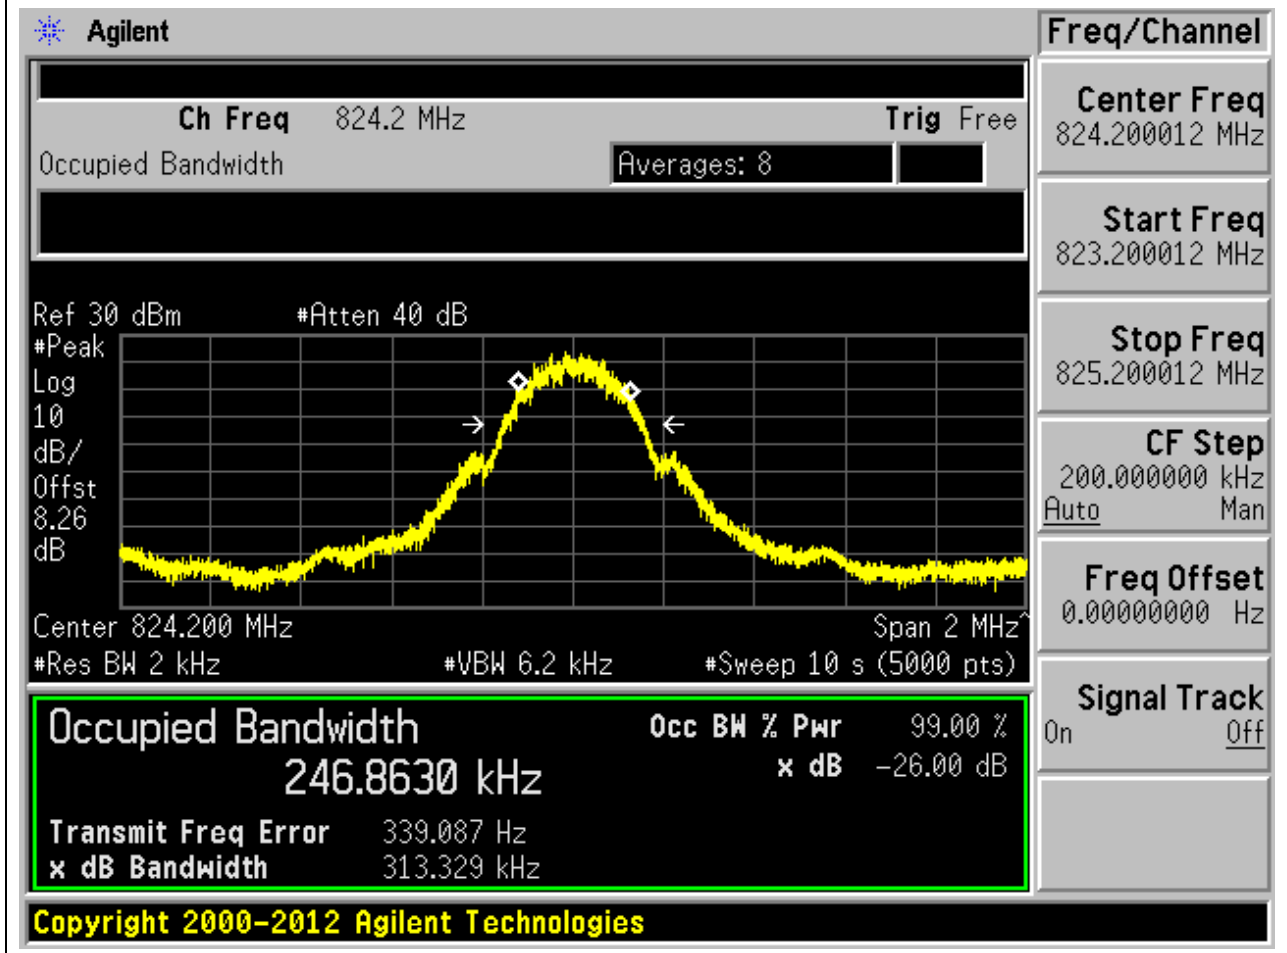 Agilent
Freq/Channel
Ch Freq 824.2 MHz Trig Free
Occupied Bandwidth Averages: 8
Ref 30 dBm #Atten 40 dB
#Peak
Log
10
dB/
Offst
8.26
dB
Center 824.200 MHz Span 2 MHz^
#Res BW 2 kHz #VBW 6.2 kHz #Sweep 10 s (5000 pts)
Occupied Bandwidth
246.8630 kHz
Occ BW % Pwr 99.00 %
x dB -26.00 dB
Transmit Freq Error 339.087 Hz
x dB Bandwidth 313.329 kHz
Copyright 2000-2012 Agilent Technologies
Center Freq
824.200012 MHz
Start Freq
823.200012 MHz
Stop Freq
825.200012 MHz
CF Step
200.000000 kHz
Auto Man
Freq Offset
0.00000000 Hz
Signal Track
On Off